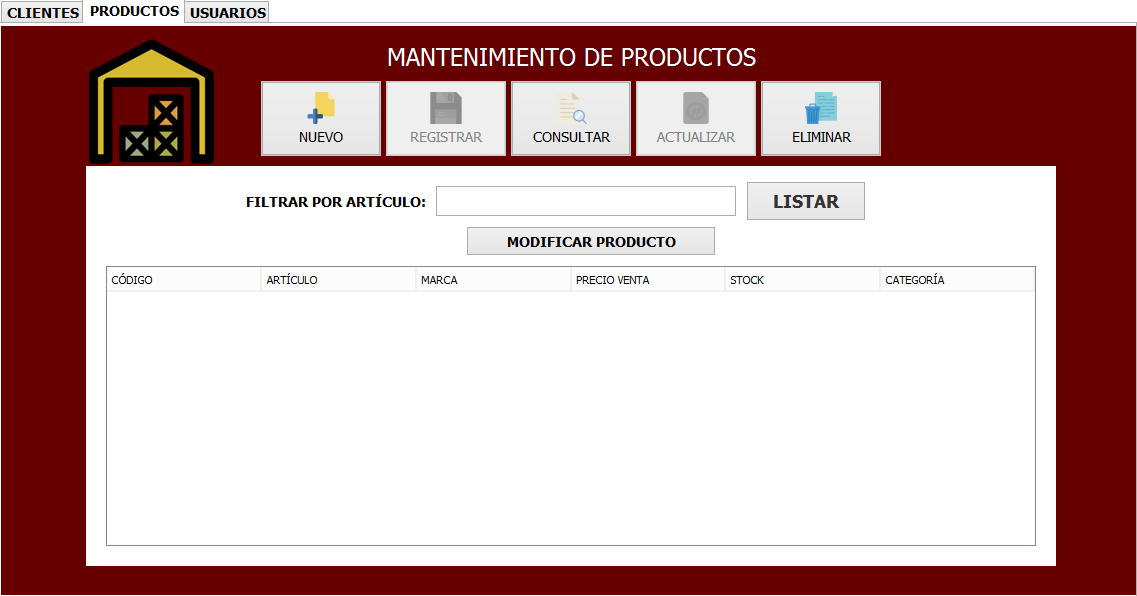 CLIENTES PRODUCTOS USUARIOS
MANTENIMIENTO DE PRODUCTOS
NUEVO REGISTRAR CONSULTAR ACTUALIZAR ELIMINAR
FILTRAR POR ARTÍCULO: LISTAR
MODIFICAR PRODUCTO
CÓDIGO ARTÍCULO MARCA PRECIO VENTA STOCK CATEGORÍA